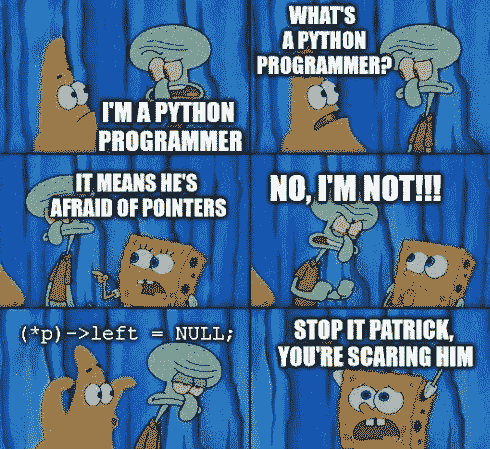 I'M A PYTHON
PROGRAMMER
WHAT'S
A PYTHON
PROGRAMMER?
IT MEANS HE'S
AFRAID OF POINTERS
NO, I'M NOT!!!
(*p)->left = NULL;
STOP IT PATRICK,
YOU'RE SCARING HIM